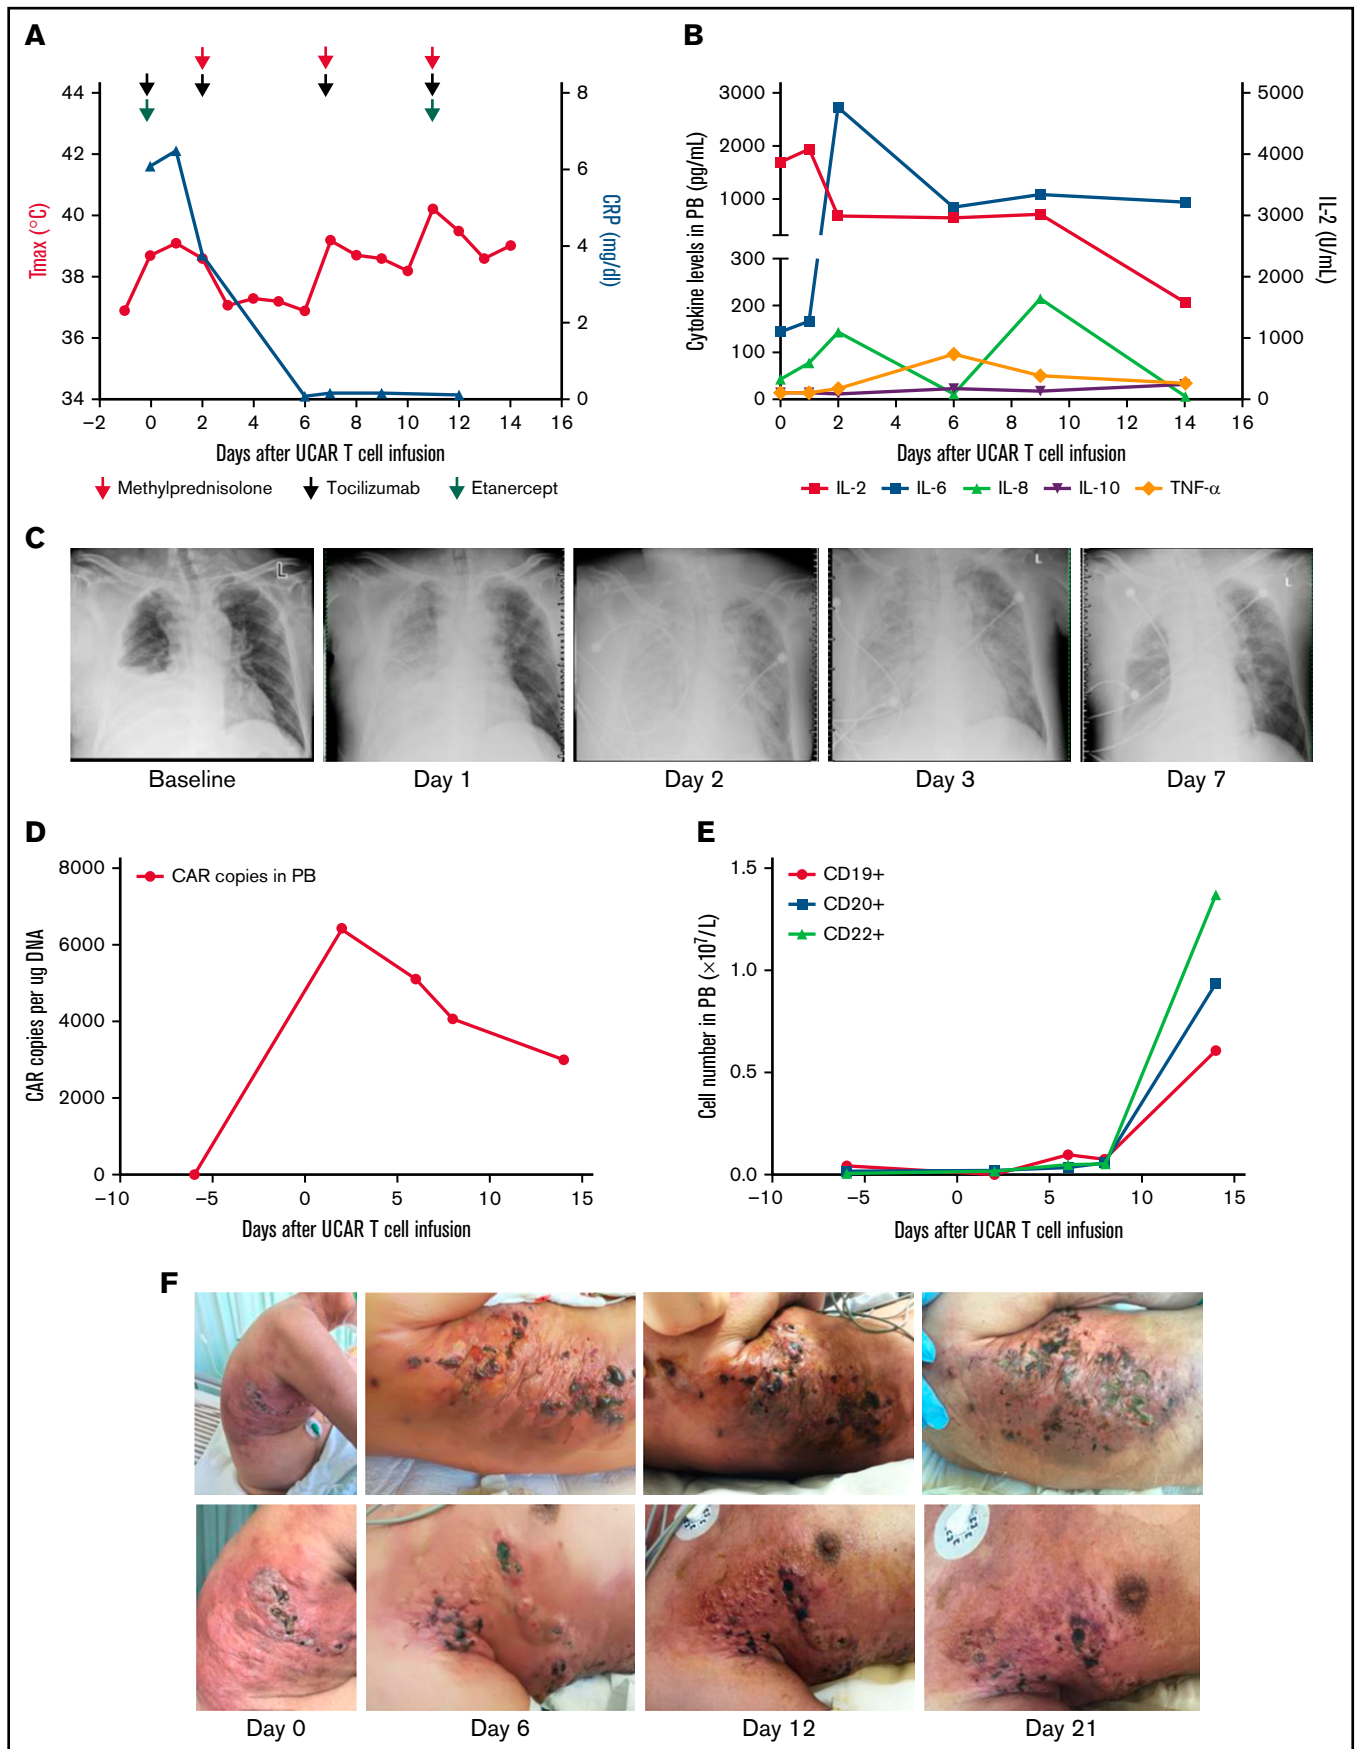 A
44
42
40
38
36
34
Tmax (°C)
8
6
4
2
0
CRP (mg/dl)
−2 0 2 4 6 8 10 12 14 16
Days after UCAR T cell infusion
Methylprednisolone Tocilizumab Etanercept
B
3000
2000
1000
300
200
100
0
Cytokine levels in PB (pg/mL)
5000
4000
3000
2000
1000
0
IL-2 (U/mL)
0 2 4 6 8 10 12 14 16
Days after UCAR T cell infusion
IL-2 IL-6 IL-8 IL-10 TNF-α
C
L
L
L
Baseline Day 1 Day 2 Day 3 Day 7
D
8000
6000
4000
2000
0
CAR copies per ug DNA
CAR copies in PB
−10 −5 0 5 10 15
Days after UCAR T cell infusion
E
1.5
1.0
0.5
0.0
Cell number in PB (×10⁷/L)
CD19+
CD20+
CD22+
−10 −5 0 5 10 15
Days after UCAR T cell infusion
F
Day 0 Day 6 Day 12 Day 21